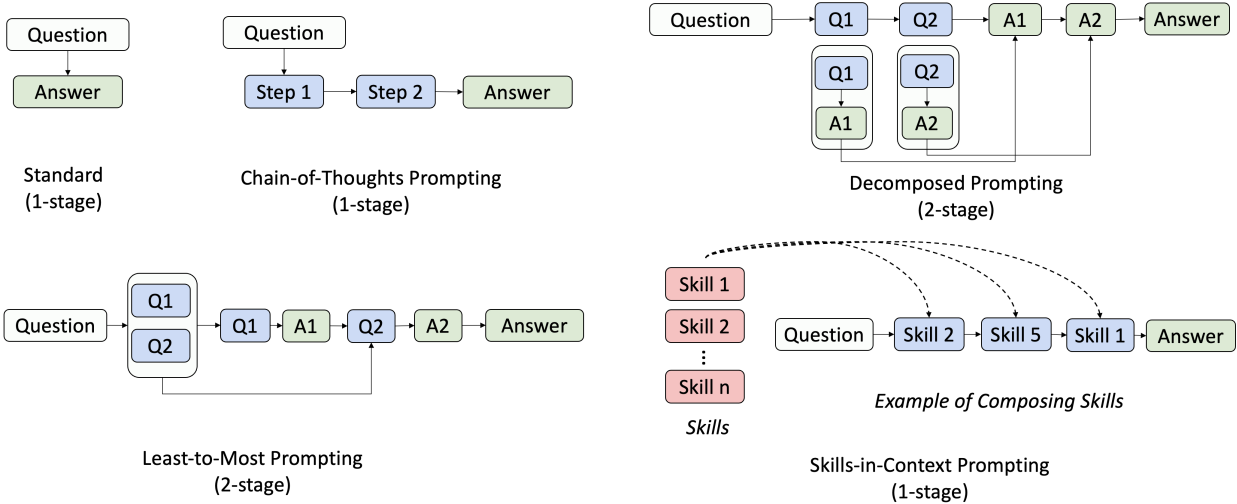 Question
Answer
Standard
(1-stage)
Question
Step 1 Step 2 Answer
Chain-of-Thoughts Prompting
(1-stage)
Question Q1 Q2 A1 A2 Answer
Q1 Q2
A1 A2
Decomposed Prompting
(2-stage)
Q1
Question Q1 A1 Q2 A2 Answer
Q2
Least-to-Most Prompting
(2-stage)
Skill 1
Skill 2
⋮
Skill n
Skills
Question Skill 2 Skill 5 Skill 1 Answer
Example of Composing Skills
Skills-in-Context Prompting
(1-stage)